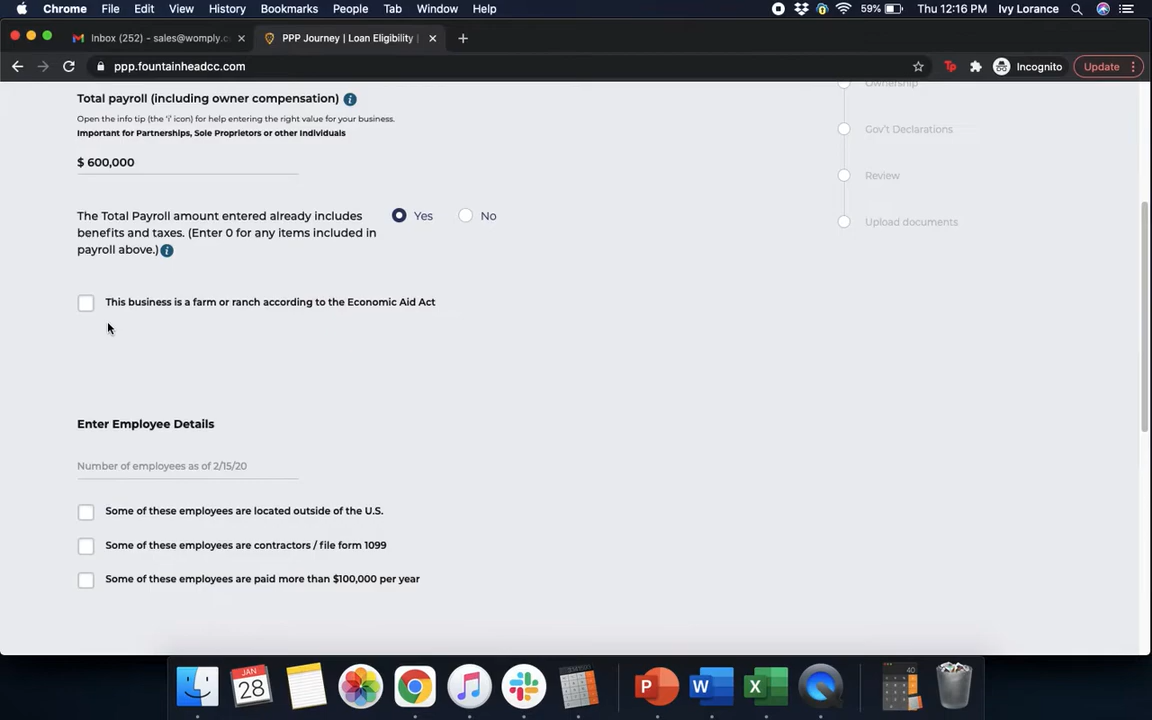 Chrome File Edit View History Bookmarks People Tab Window Help 59% Thu 12:16 PM Ivy Lorance
Inbox (252) - sales@womply.c PPP Journey | Loan Eligibility |
ppp.fountainheadcc.com Incognito Update
Total payroll (including owner compensation) i
Open the info tip (the 'i' icon) for help entering the right value for your business.
Important for Partnerships, Sole Proprietors or other Individuals
$ 600,000
The Total Payroll amount entered already includes
benefits and taxes. (Enter 0 for any items included in
payroll above.) i
Yes No
This business is a farm or ranch according to the Economic Aid Act
Enter Employee Details
Number of employees as of 2/15/20
Some of these employees are located outside of the U.S.
Some of these employees are contractors / file form 1099
Some of these employees are paid more than $100,000 per year
Ownership
Gov't Declarations
Review
Upload documents
JAN
28
P W X
40